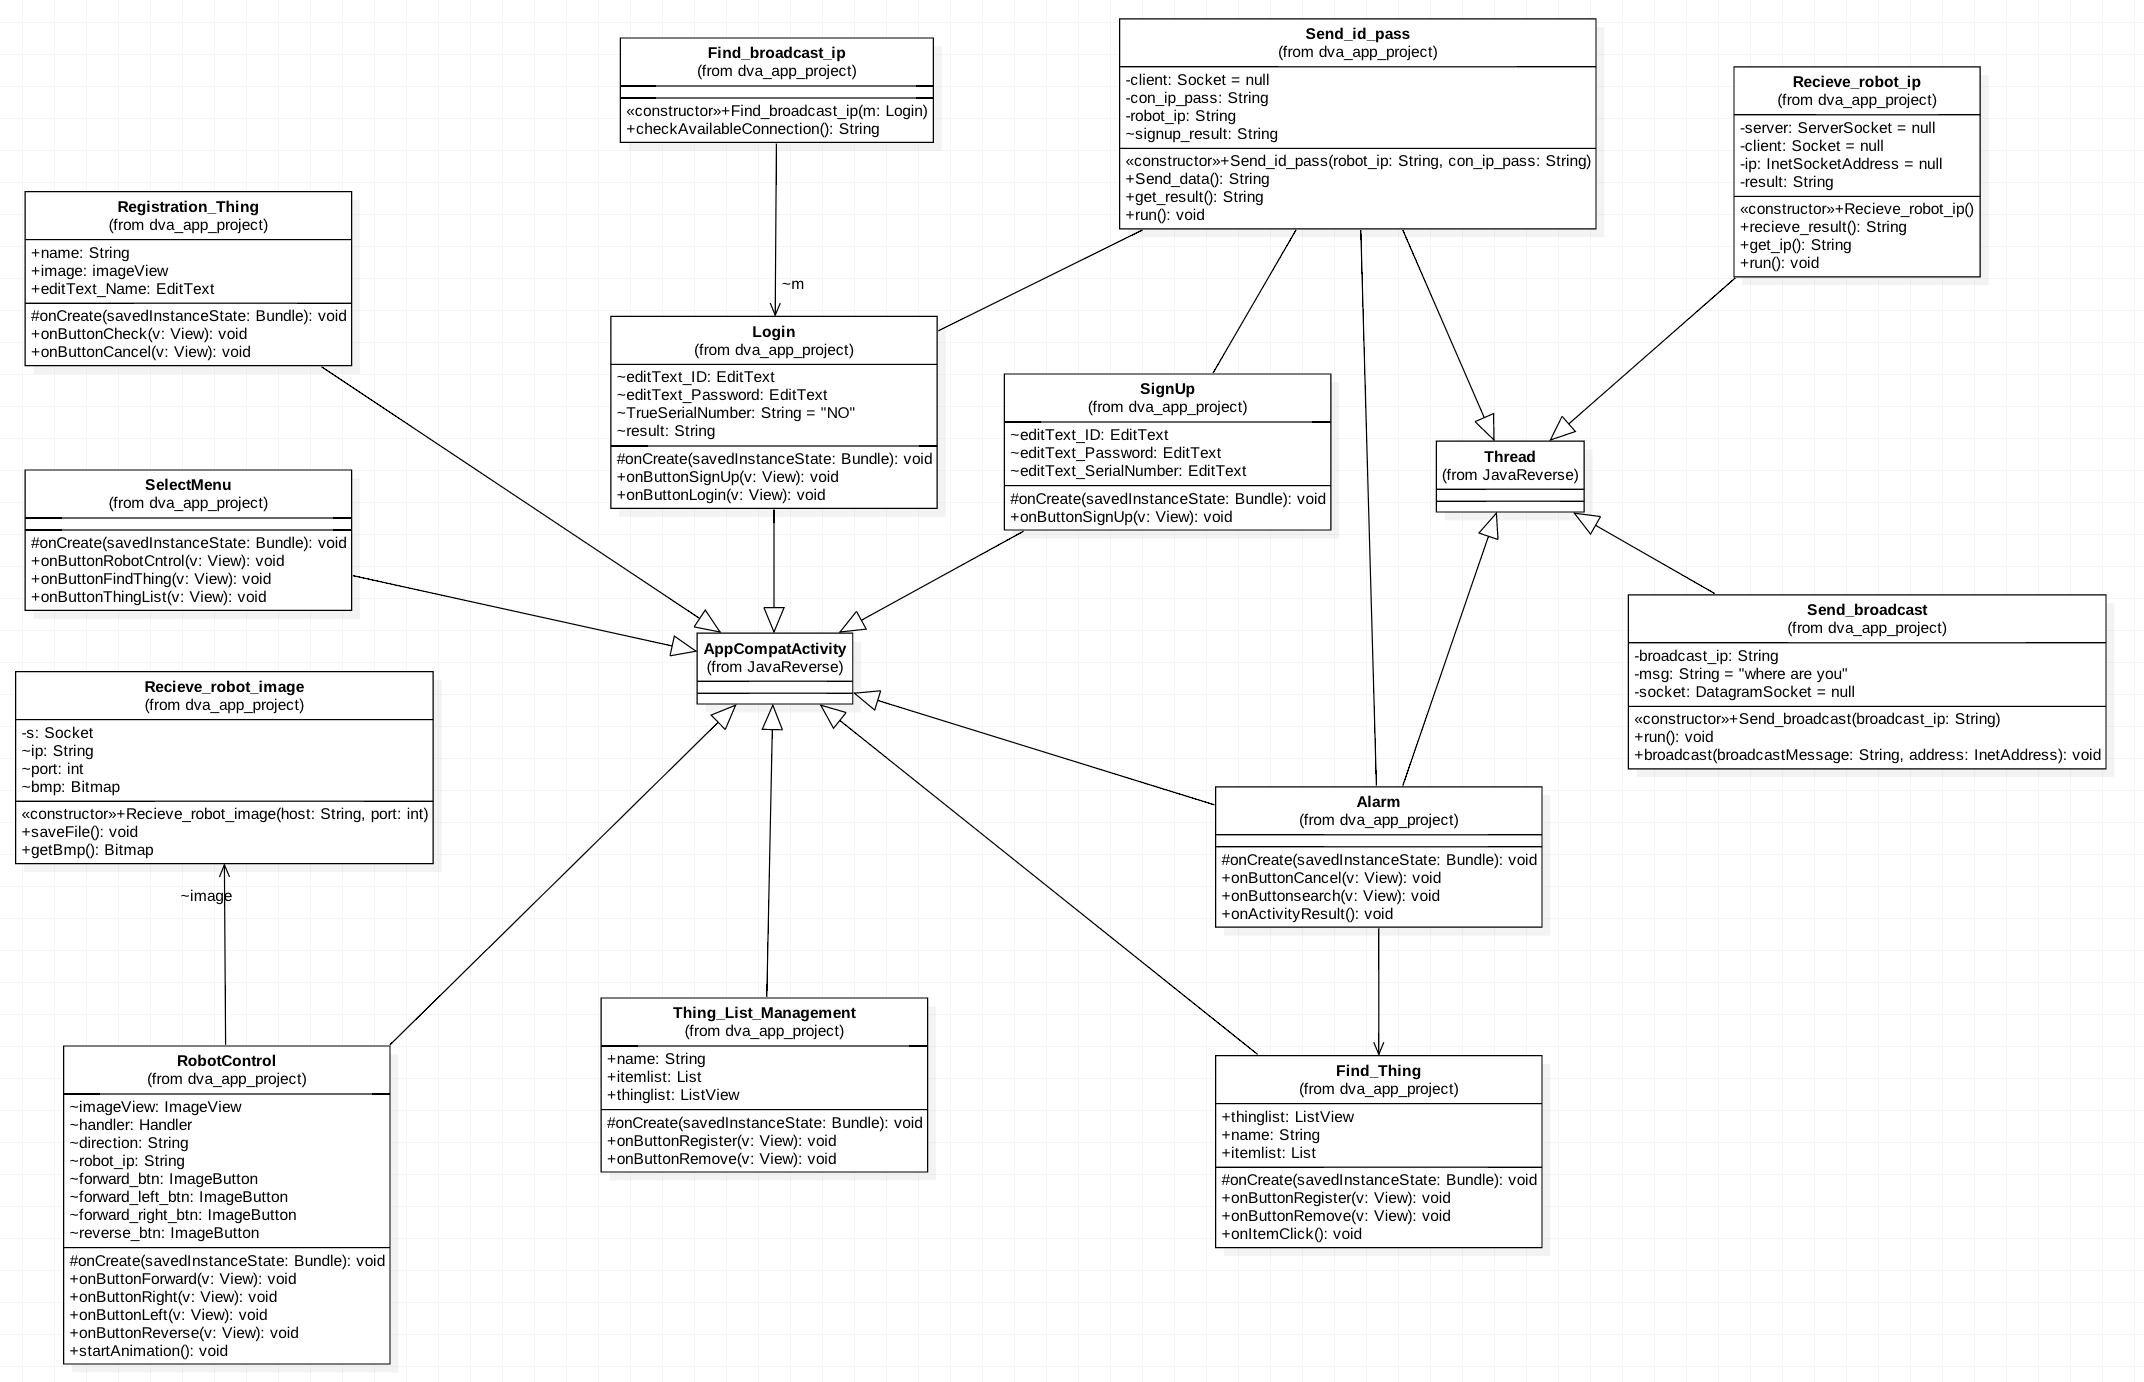 Find_broadcast_ip
(from dva_app_project)
«constructor»+Find_broadcast_ip(m: Login)
+checkAvailableConnection(): String
Send_id_pass
(from dva_app_project)
-client: Socket = null
-con_ip_pass: String
-robot_ip: String
~signup_result: String
«constructor»+Send_id_pass(robot_ip: String, con_ip_pass: String)
+Send_data(): String
+get_result(): String
+run(): void
Recieve_robot_ip
(from dva_app_project)
-server: ServerSocket = null
-client: Socket = null
-ip: InetSocketAddress = null
-result: String
«constructor»+Recieve_robot_ip()
+recieve_result(): String
+get_ip(): String
+run(): void
Registration_Thing
(from dva_app_project)
+name: String
+image: imageView
+editText_Name: EditText
#onCreate(savedInstanceState: Bundle): void
+onButtonCheck(v: View): void
+onButtonCancel(v: View): void
~m
Login
(from dva_app_project)
~editText_ID: EditText
~editText_Password: EditText
~TrueSerialNumber: String = "NO"
~result: String
#onCreate(savedInstanceState: Bundle): void
+onButtonSignUp(v: View): void
+onButtonLogin(v: View): void
SignUp
(from dva_app_project)
~editText_ID: EditText
~editText_Password: EditText
~editText_SerialNumber: EditText
#onCreate(savedInstanceState: Bundle): void
+onButtonSignUp(v: View): void
Thread
(from JavaReverse)
SelectMenu
(from dva_app_project)
#onCreate(savedInstanceState: Bundle): void
+onButtonRobotCntrol(v: View): void
+onButtonFindThing(v: View): void
+onButtonThingList(v: View): void
AppCompatActivity
(from JavaReverse)
Send_broadcast
(from dva_app_project)
-broadcast_ip: String
-msg: String = "where are you"
-socket: DatagramSocket = null
«constructor»+Send_broadcast(broadcast_ip: String)
+run(): void
+broadcast(broadcastMessage: String, address: InetAddress): void
Recieve_robot_image
(from dva_app_project)
-s: Socket
~ip: String
~port: int
~bmp: Bitmap
«constructor»+Recieve_robot_image(host: String, port: int)
+saveFile(): void
+getBmp(): Bitmap
~image
Alarm
(from dva_app_project)
#onCreate(savedInstanceState: Bundle): void
+onButtonCancel(v: View): void
+onButtonsearch(v: View): void
+onActivityResult(): void
RobotControl
(from dva_app_project)
~imageView: ImageView
~handler: Handler
~direction: String
~robot_ip: String
~forward_btn: ImageButton
~forward_left_btn: ImageButton
~forward_right_btn: ImageButton
~reverse_btn: ImageButton
#onCreate(savedInstanceState: Bundle): void
+onButtonForward(v: View): void
+onButtonRight(v: View): void
+onButtonLeft(v: View): void
+onButtonReverse(v: View): void
+startAnimation(): void
Thing_List_Management
(from dva_app_project)
+name: String
+itemlist: List
+thinglist: ListView
#onCreate(savedInstanceState: Bundle): void
+onButtonRegister(v: View): void
+onButtonRemove(v: View): void
Find_Thing
(from dva_app_project)
+thinglist: ListView
+name: String
+itemlist: List
#onCreate(savedInstanceState: Bundle): void
+onButtonRegister(v: View): void
+onButtonRemove(v: View): void
+onItemClick(): void